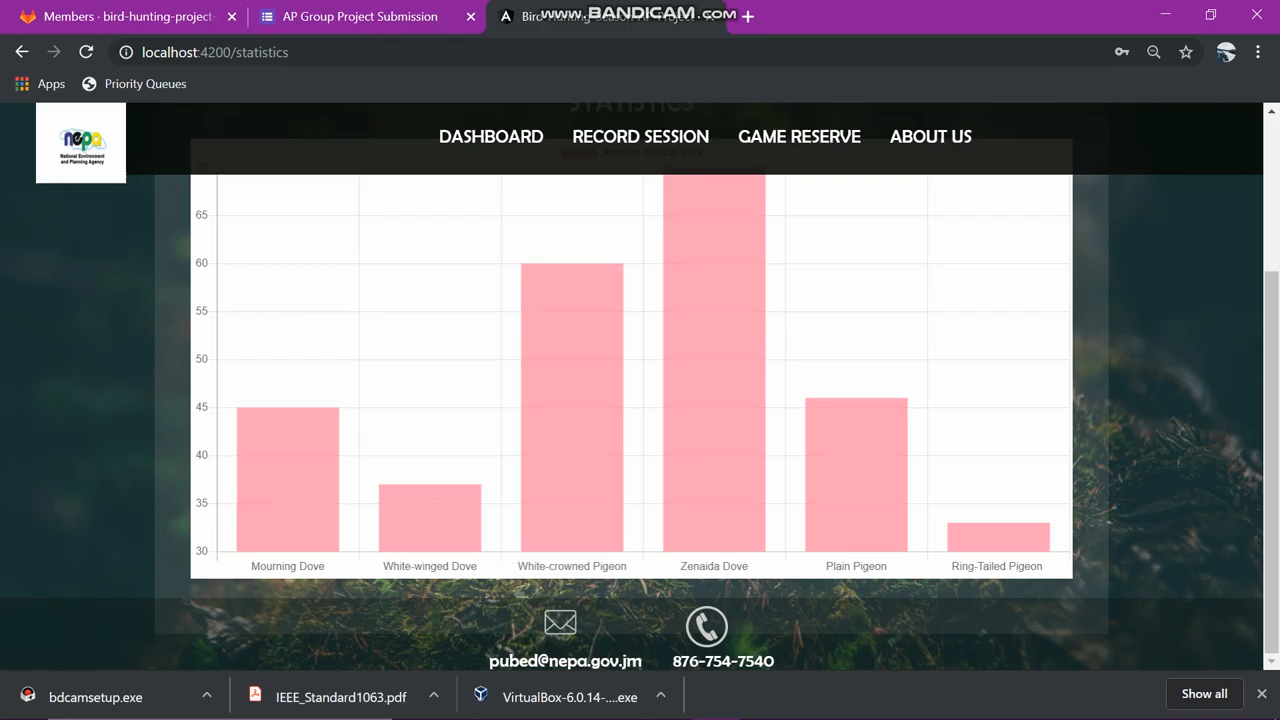 Members · bird-hunting-project-
AP Group Project Submission
www.BANDICAM.com
localhost:4200/statistics
Apps
Priority Queues
STATISTICS
nepa
National Environment
and Planning Agency
DASHBOARD
RECORD SESSION
GAME RESERVE
ABOUT US
65
60
55
50
45
40
35
30
Mourning Dove
White-winged Dove
White-crowned Pigeon
Zenaida Dove
Plain Pigeon
Ring-Tailed Pigeon
pubed@nepa.gov.jm
876-754-7540
bdcamsetup.exe
IEEE_Standard1063.pdf
VirtualBox-6.0.14-....exe
Show all